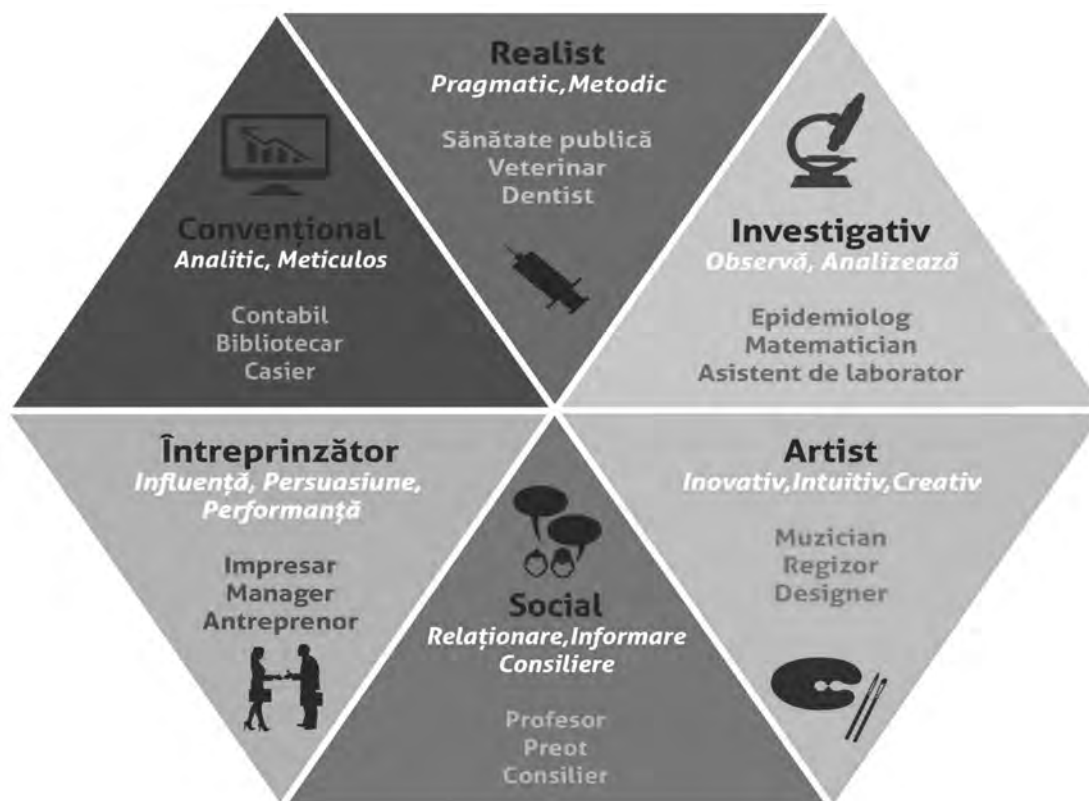 Realist
Pragmatic,Metodic
Sănătate publică
Veterinar
Dentist
Convențional
Analitic, Meticulos
Contabil
Bibliotecar
Casier
Investigativ
Observă, Analizează
Epidemiolog
Matematician
Asistent de laborator
Întreprinzător
Influență, Persuasiune,
Performanță
Impresar
Manager
Antreprenor
Social
Relaționare,Informare
Consiliere
Profesor
Preot
Consilier
Artist
Inovativ,Intuitiv,Creativ
Muzician
Regizor
Designer